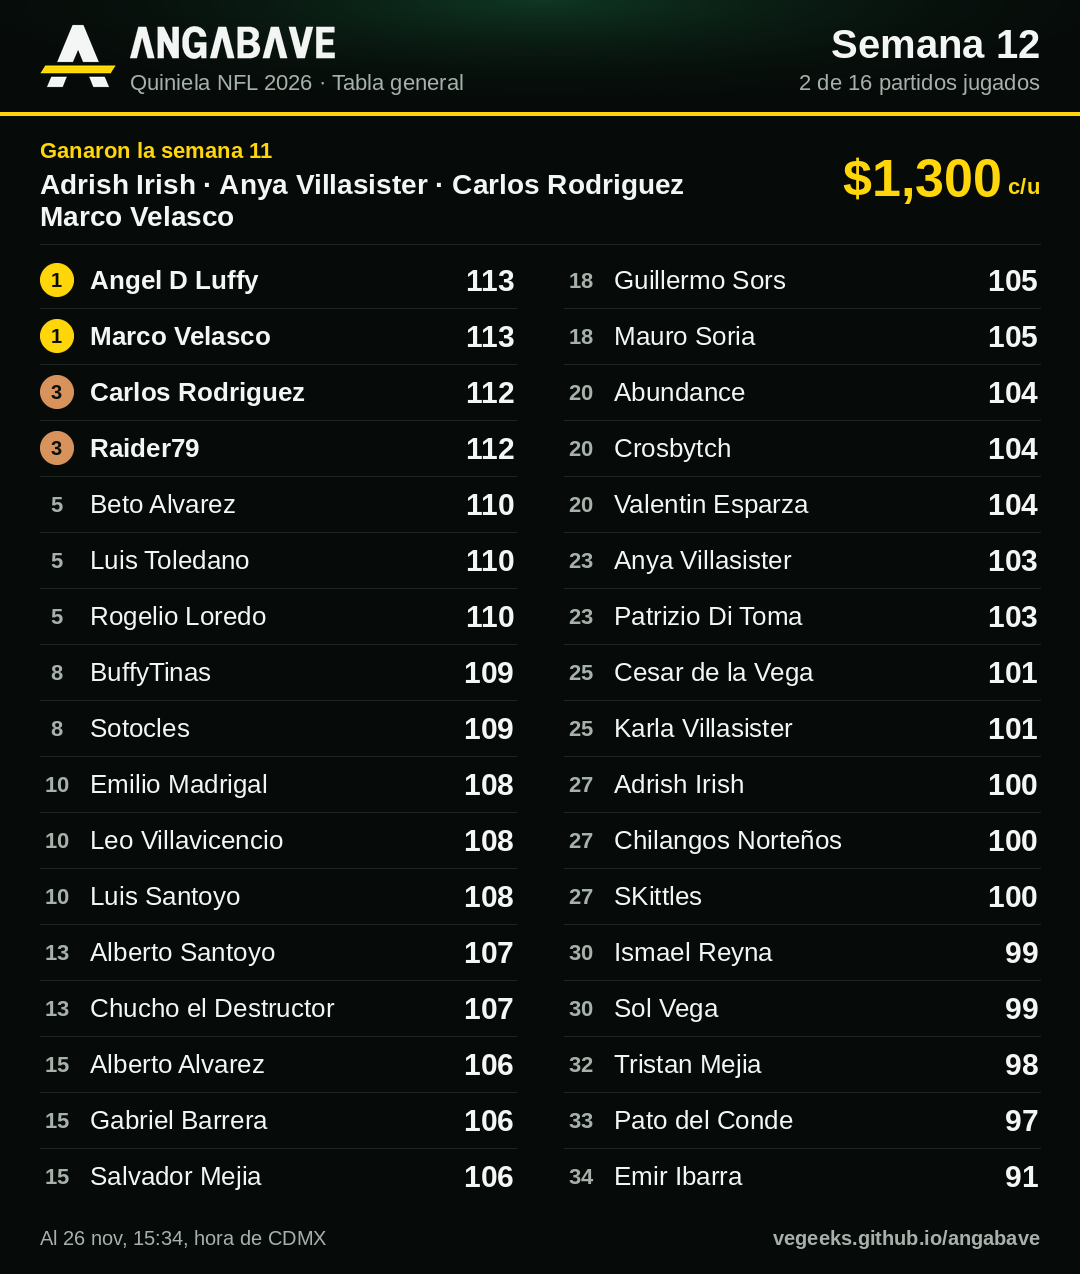 ANGABAVE
Quiniela NFL 2026 · Tabla general
Semana 12
2 de 16 partidos jugados
Ganaron la semana 11
Adrish Irish · Anya Villasister · Carlos Rodriguez
Marco Velasco
$1,300 c/u
1 Angel D Luffy 113
1 Marco Velasco 113
3 Carlos Rodriguez 112
3 Raider79 112
5 Beto Alvarez 110
5 Luis Toledano 110
5 Rogelio Loredo 110
8 BuffyTinas 109
8 Sotocles 109
10 Emilio Madrigal 108
10 Leo Villavicencio 108
10 Luis Santoyo 108
13 Alberto Santoyo 107
13 Chucho el Destructor 107
15 Alberto Alvarez 106
15 Gabriel Barrera 106
15 Salvador Mejia 106
18 Guillermo Sors 105
18 Mauro Soria 105
20 Abundance 104
20 Crosbytch 104
20 Valentin Esparza 104
23 Anya Villasister 103
23 Patrizio Di Toma 103
25 Cesar de la Vega 101
25 Karla Villasister 101
27 Adrish Irish 100
27 Chilangos Norteños 100
27 SKittles 100
30 Ismael Reyna 99
30 Sol Vega 99
32 Tristan Mejia 98
33 Pato del Conde 97
34 Emir Ibarra 91
Al 26 nov, 15:34, hora de CDMX
vegeeks.github.io/angabave